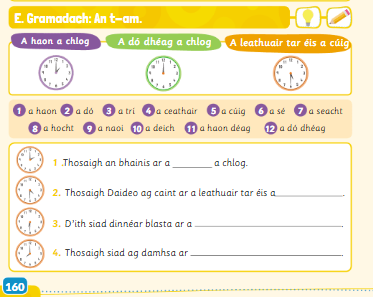 E. Gramadach: An t-am.
A haon a chlog
A dó dhéag a chlog
A leathuair tar éis a cúig
1 a haon 2 a dó 3 a trí 4 a ceathair 5 a cúig 6 a sé 7 a seacht
8 a hocht 9 a naoi 10 a deich 11 a haon déag 12 a dó dhéag
1 .Thosaigh an bhainis ar a ________ a chlog.
2. Thosaigh Daideo ag caint ar a leathuair tar éis a______________.
3. D'ith siad dinnéar blasta ar a ______________________________.
4. Thosaigh siad ag damhsa ar ______________________________.
160